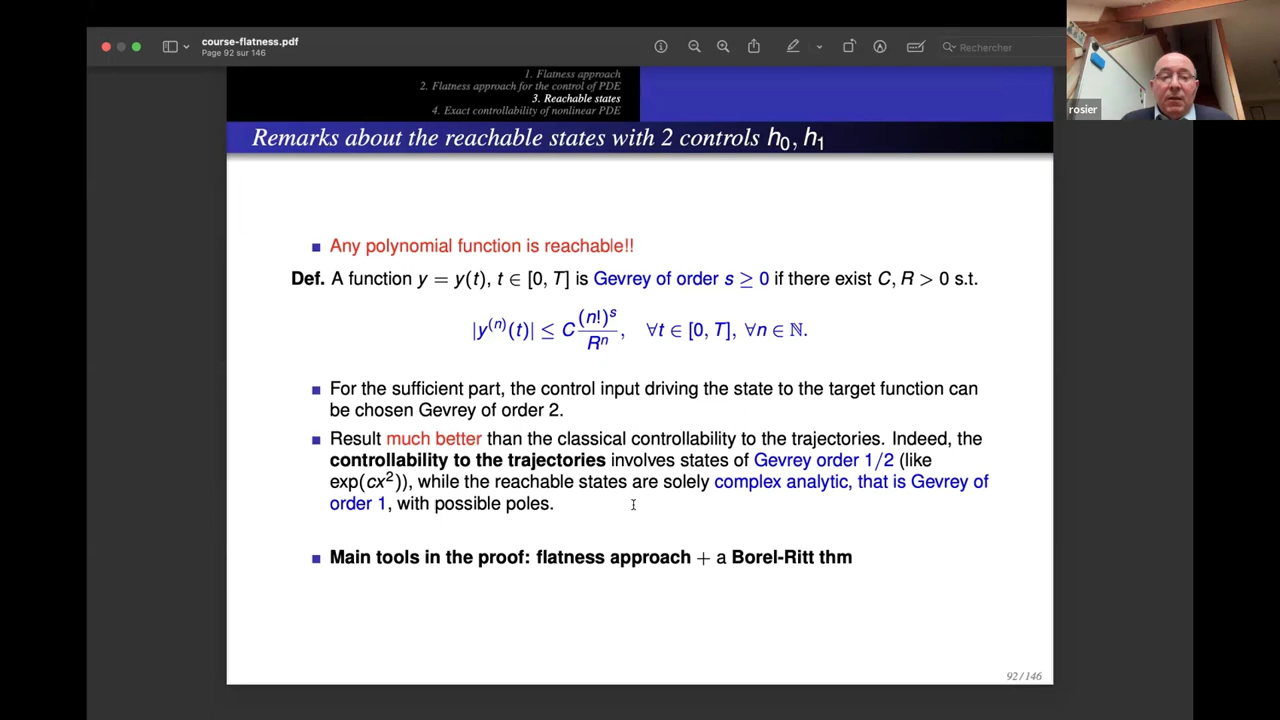 course-flatness.pdf
Page 92 sur 146
Rechercher
rosier
1. Flatness approach
2. Flatness approach for the control of PDE
3. Reachable states
4. Exact controllability of nonlinear PDE
Remarks about the reachable states with 2 controls h₀, h₁
Any polynomial function is reachable!!
Def. A function y = y(t), t ∈ [0, T] is Gevrey of order s ≥ 0 if there exist C, R > 0 s.t.
|y⁽ⁿ⁾(t)| ≤ C (n!)ˢ / Rⁿ, ∀t ∈ [0, T], ∀n ∈ ℕ.
For the sufficient part, the control input driving the state to the target function can
be chosen Gevrey of order 2.
Result much better than the classical controllability to the trajectories. Indeed, the
controllability to the trajectories involves states of Gevrey order 1/2 (like
exp(cx²)), while the reachable states are solely complex analytic, that is Gevrey of
order 1, with possible poles.
Main tools in the proof: flatness approach + a Borel-Ritt thm
92 / 146